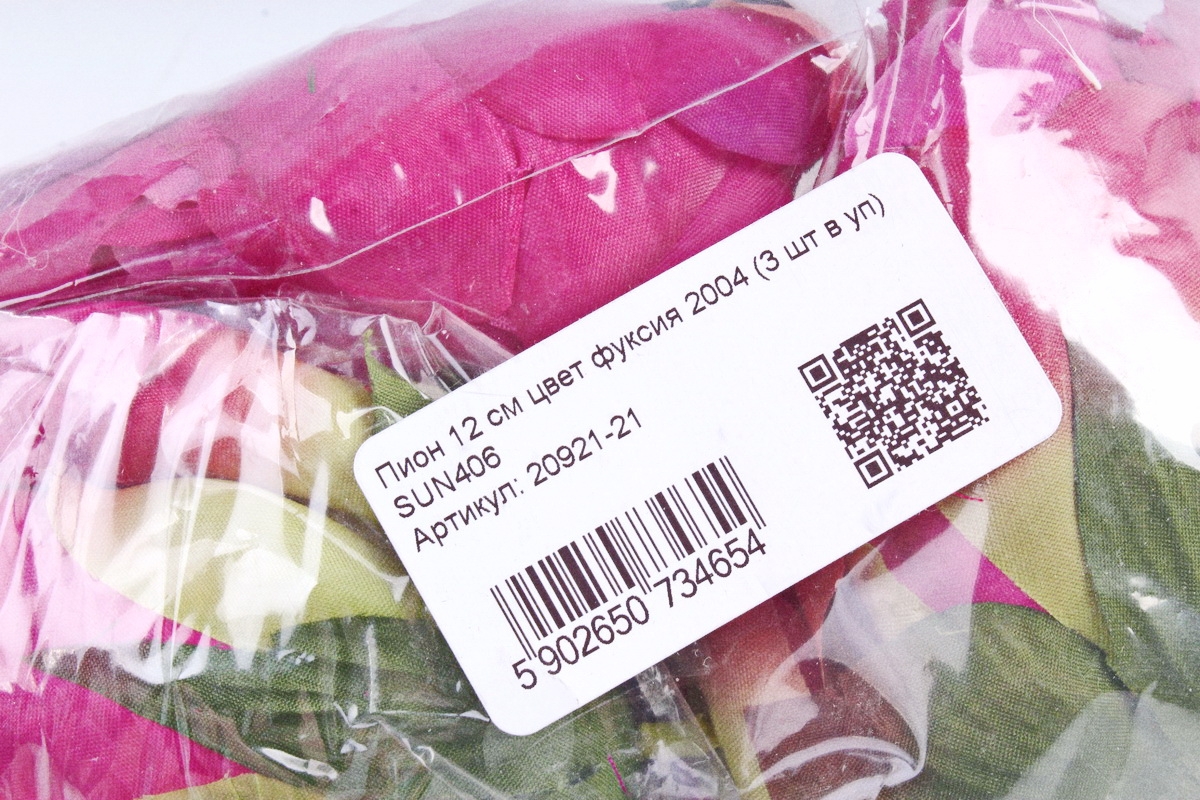 Пион 12 см цвет фуксия 2004 (3 шт в уп)
SUN406
Артикул: 20921-21
5 902650 734654